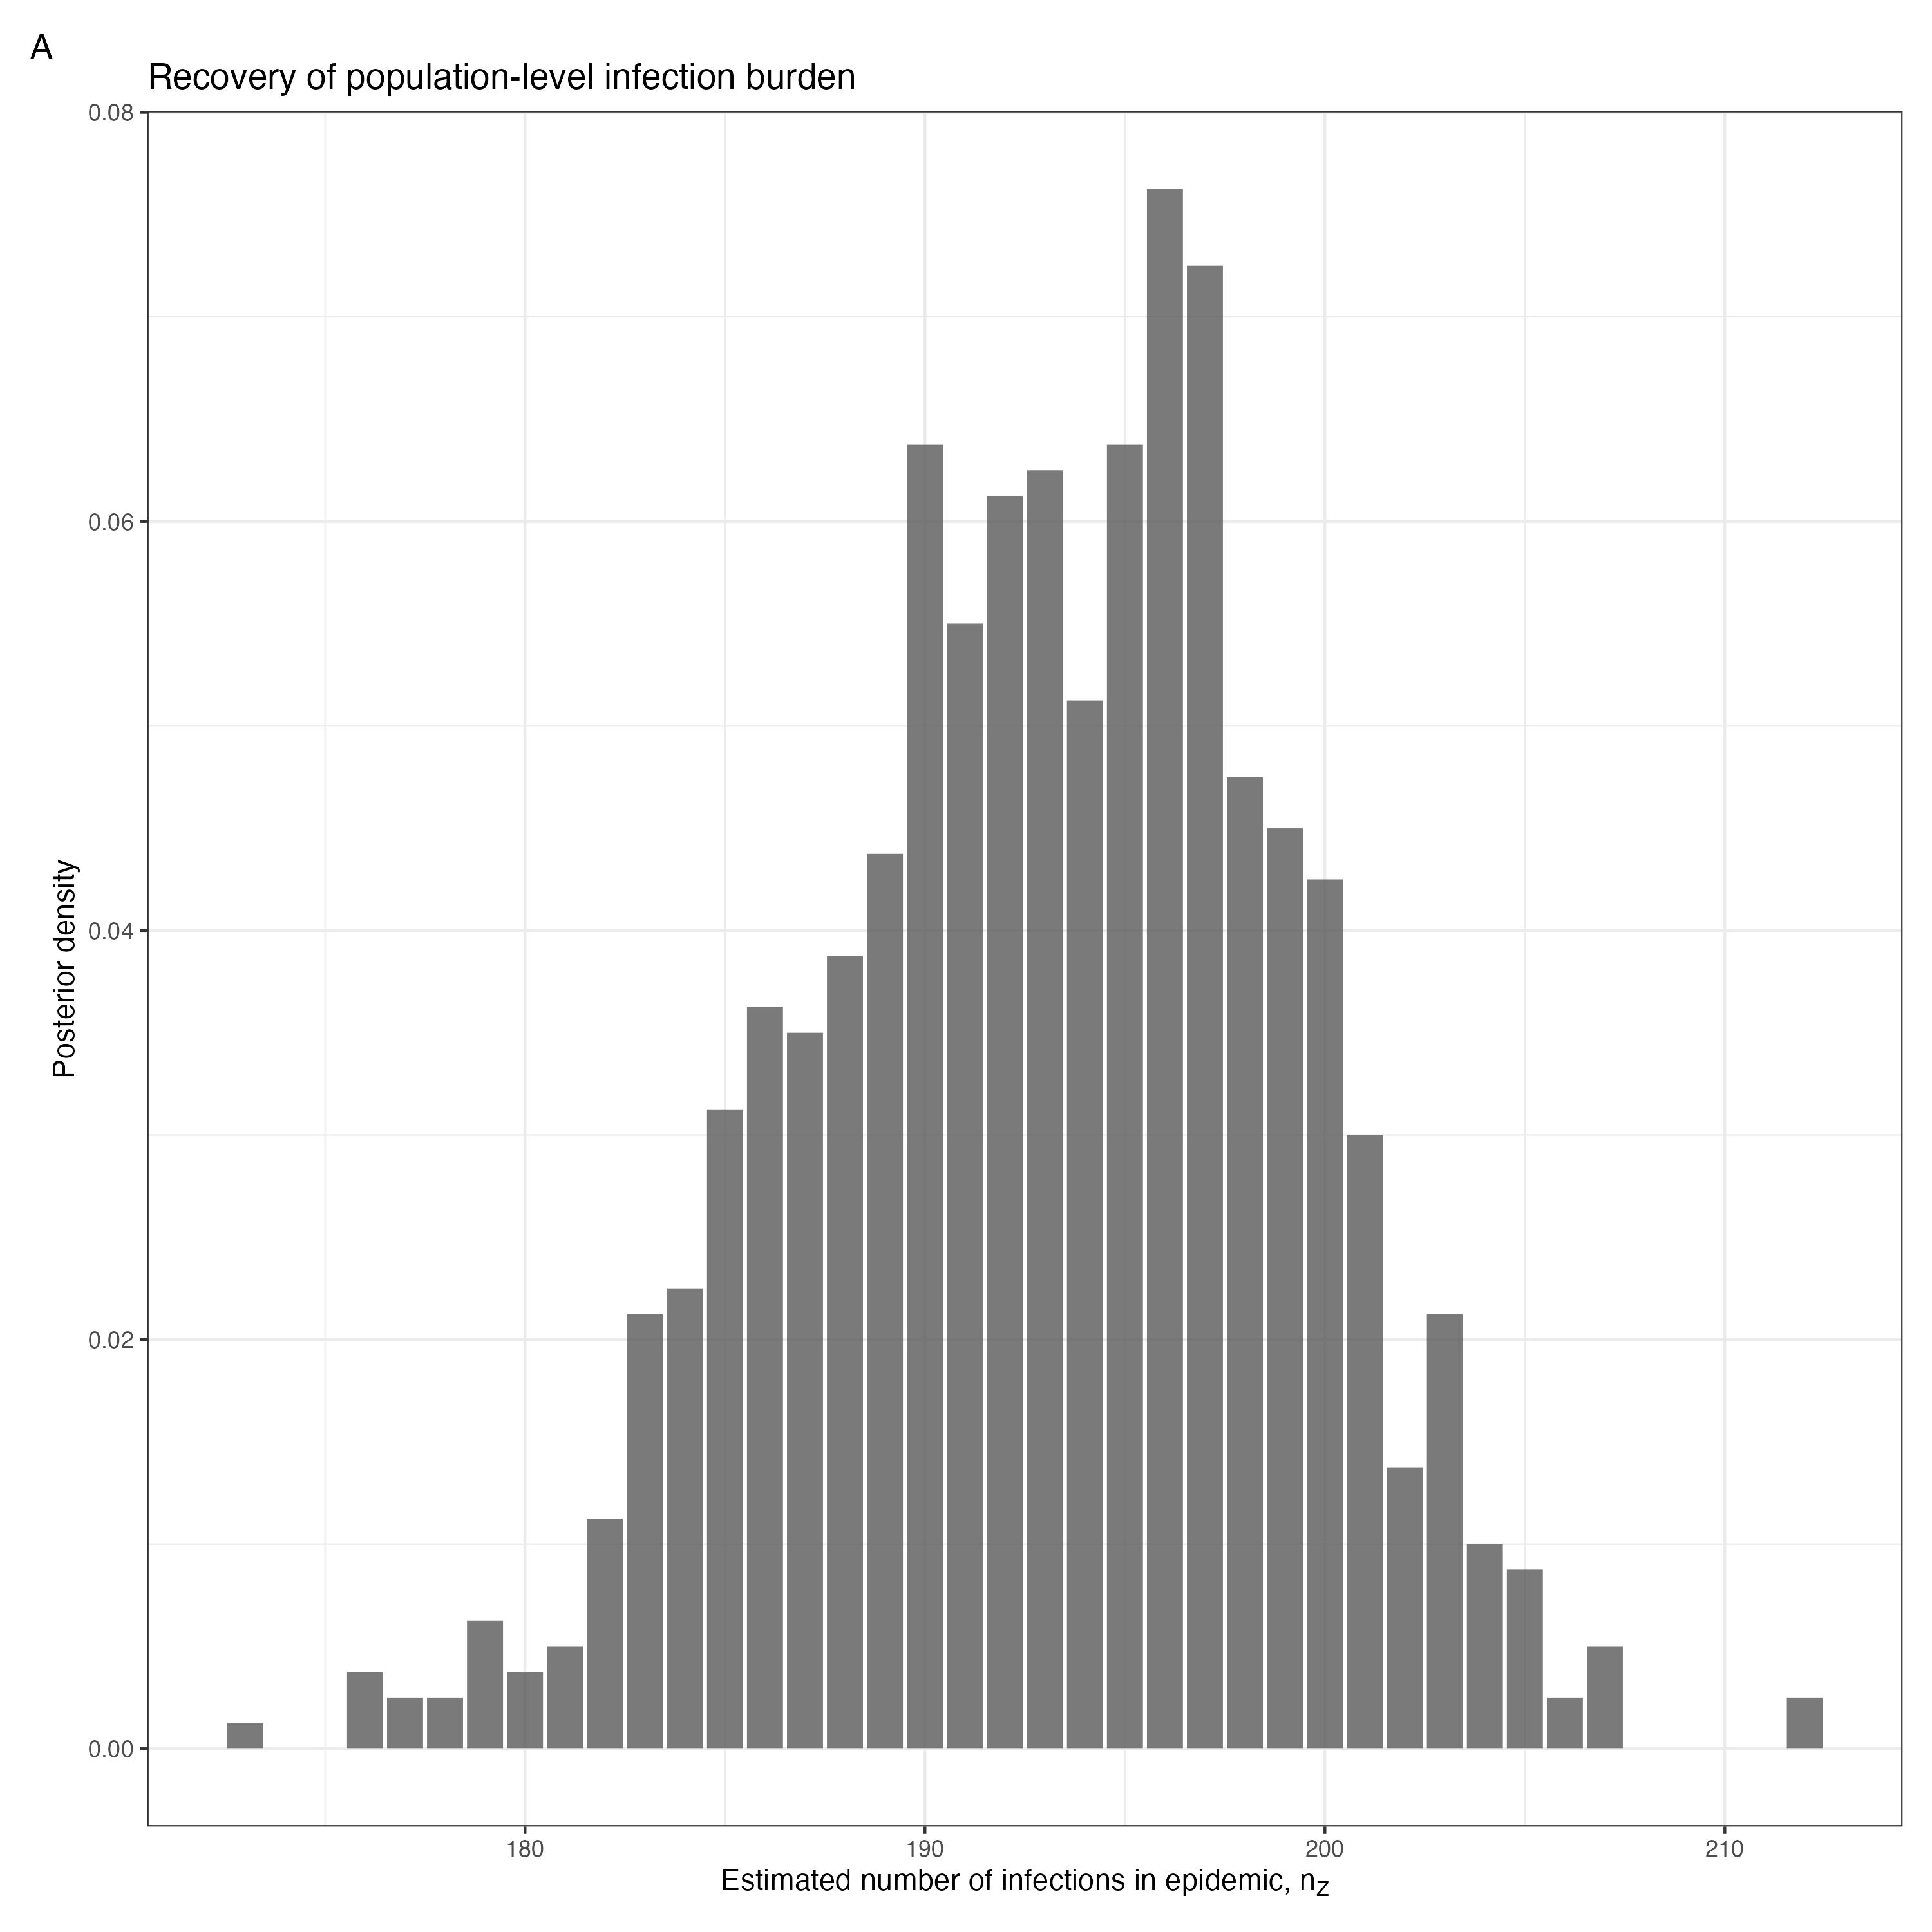 A
Recovery of population-level infection burden
0.08
0.06
0.04
0.02
0.00
Posterior density
180 190 200 210
Estimated number of infections in epidemic, nz